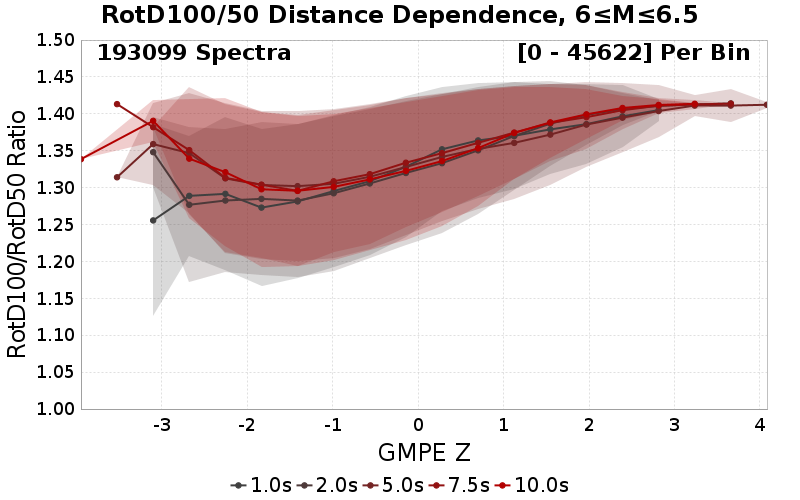 RotD100/50 Distance Dependence, 6≤M≤6.5
193099 Spectra
[0 - 45622] Per Bin
RotD100/RotD50 Ratio
1.50
1.45
1.40
1.35
1.30
1.25
1.20
1.15
1.10
1.05
1.00
-3 -2 -1 0 1 2 3 4
GMPE Z
1.0s 2.0s 5.0s 7.5s 10.0s